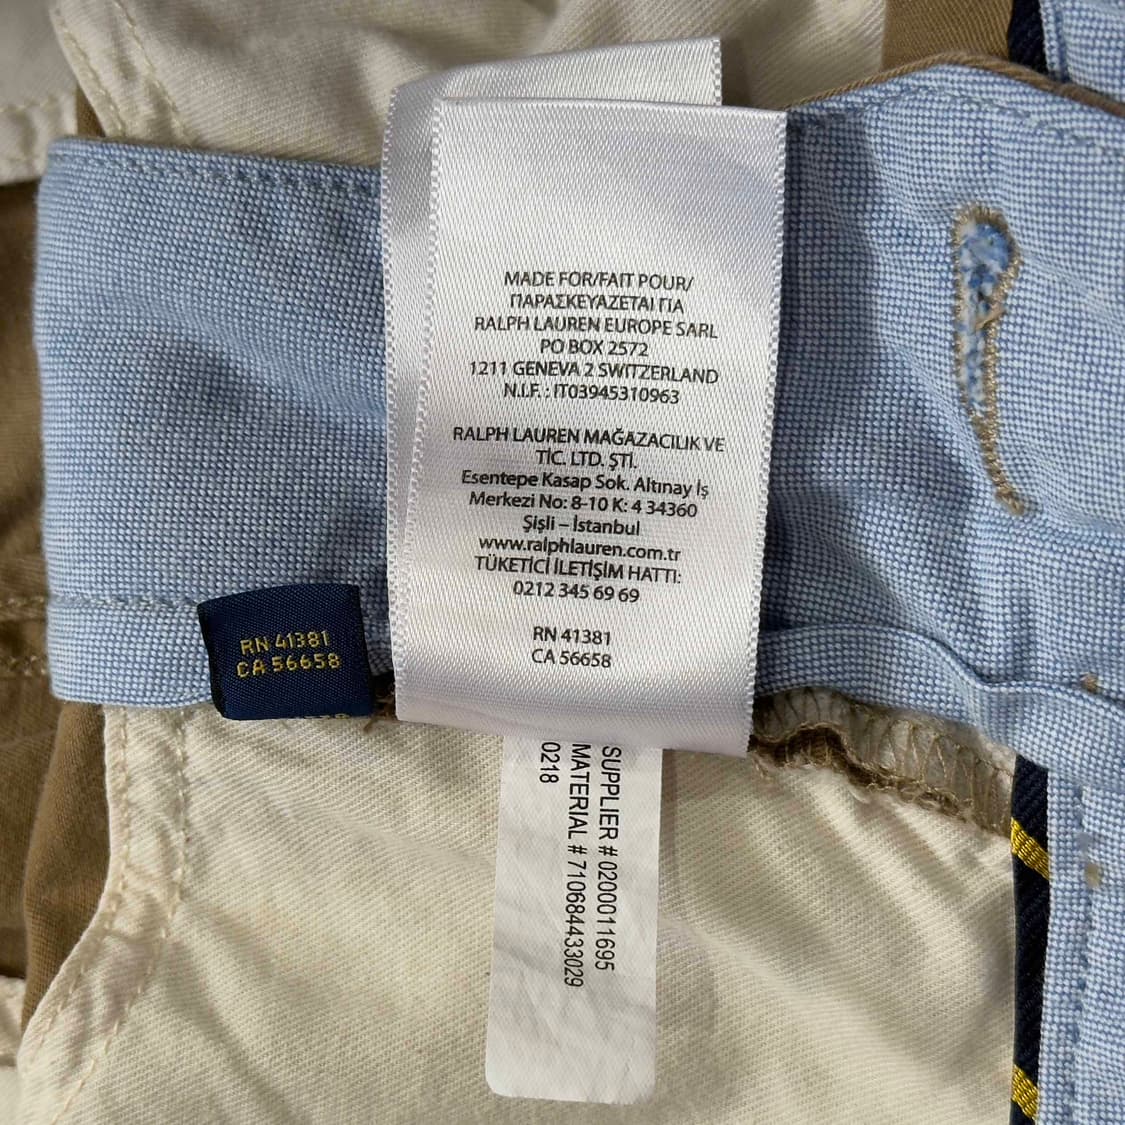 MADE FOR/FAIT POUR/
ΠΑΡΑΣΚΕΥΑΖΕΤΑΙ ΓΙΑ
RALPH LAUREN EUROPE SARL
PO BOX 2572
1211 GENEVA 2 SWITZERLAND
N.I.F. : IT03945310963
RALPH LAUREN MAĞAZACILIK VE
TİC. LTD. ŞTİ.
Esentepe Kasap Sok. Altınay İş
Merkezi No: 8-10 K: 4 34360
Şişli – İstanbul
www.ralphlauren.com.tr
TÜKETİCİ İLETİŞİM HATTI:
0212 345 69 69
RN 41381
CA 56658
RN 41381
CA 56658
SUPPLIER # 0200011695
MATERIAL # 710684433029
0218